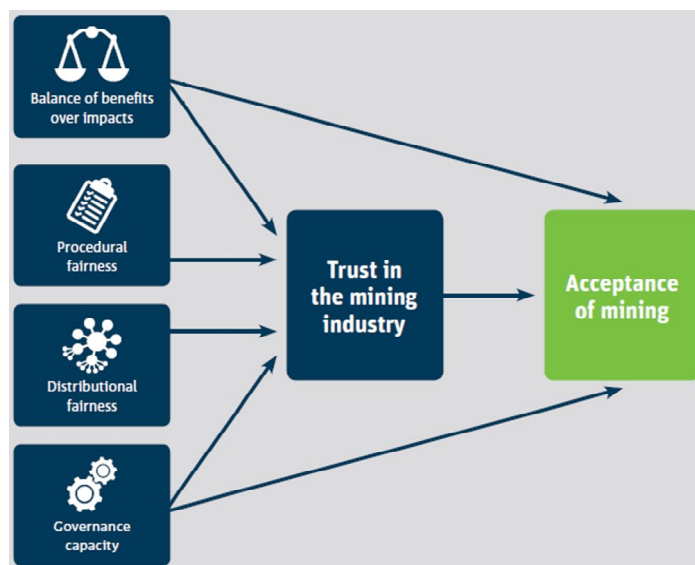 Balance of benefits
over impacts
Procedural
fairness
Distributional
fairness
Governance
capacity
Trust in
the mining
industry
Acceptance
of mining